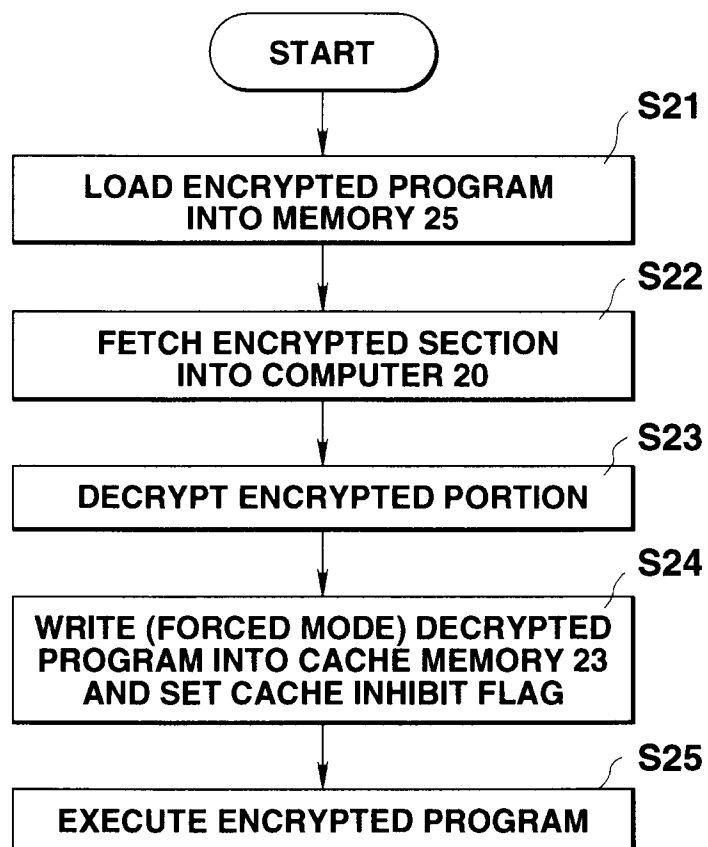 START
S21
LOAD ENCRYPTED PROGRAM
INTO MEMORY 25
S22
FETCH ENCRYPTED SECTION
INTO COMPUTER 20
S23
DECRYPT ENCRYPTED PORTION
S24
WRITE (FORCED MODE) DECRYPTED
PROGRAM INTO CACHE MEMORY 23
AND SET CACHE INHIBIT FLAG
S25
EXECUTE ENCRYPTED PROGRAM